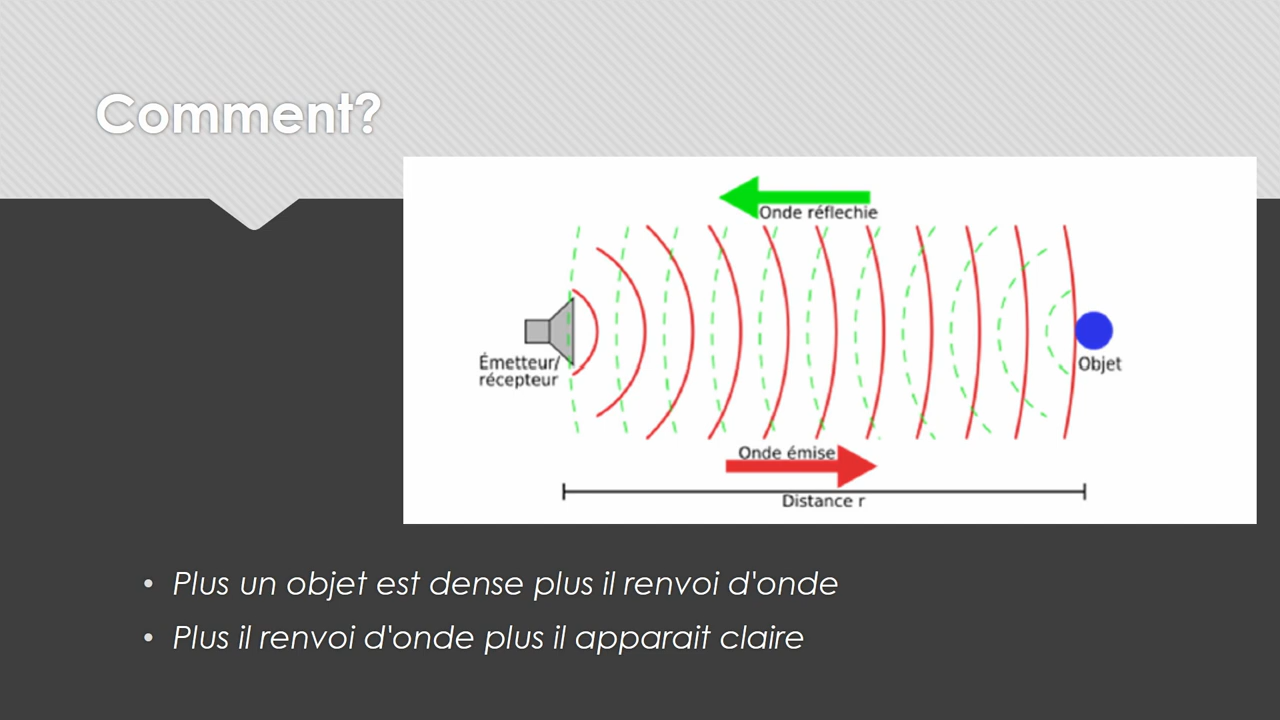 Comment?
Onde réflechie
Émetteur/
récepteur
Objet
Onde émise
Distance r
• Plus un objet est dense plus il renvoi d'onde
• Plus il renvoi d'onde plus il apparait claire